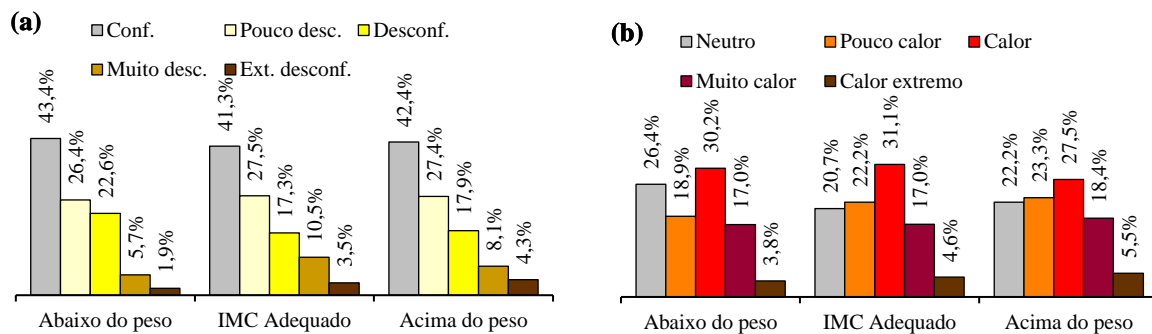 (a)
Conf. Pouco desc. Desconf.
Muito desc. Ext. desconf.
43,4% 26,4% 22,6% 5,7% 1,9% 41,3% 27,5% 17,3% 10,5% 3,5% 42,4% 27,4% 17,9% 8,1% 4,3%
Abaixo do peso IMC Adequado Acima do peso
(b)
Neutro Pouco calor Calor
Muito calor Calor extremo
26,4% 18,9% 30,2% 17,0% 3,8% 20,7% 22,2% 31,1% 17,0% 4,6% 22,2% 23,3% 27,5% 18,4% 5,5%
Abaixo do peso IMC Adequado Acima do peso